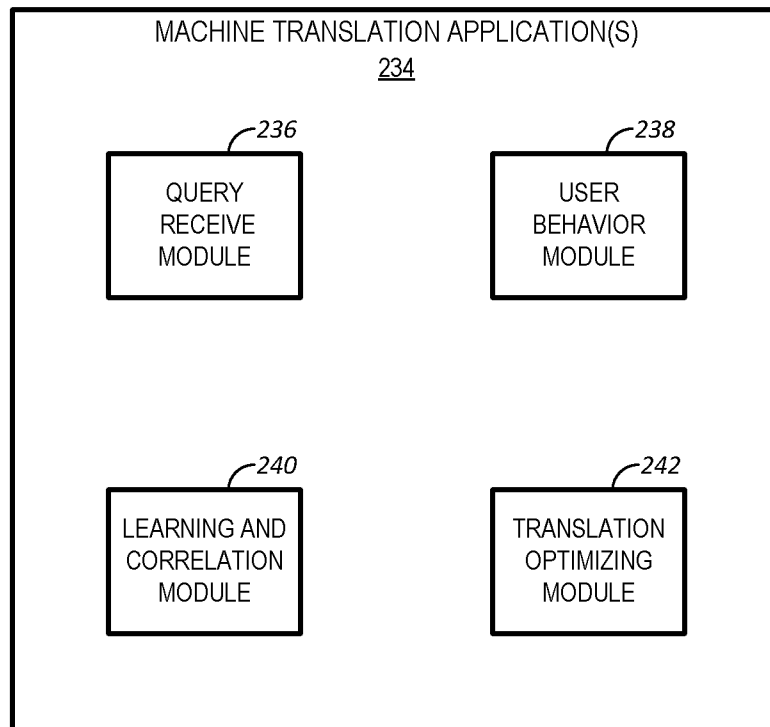 MACHINE TRANSLATION APPLICATION(S)
234
236
QUERY
RECEIVE
MODULE
238
USER
BEHAVIOR
MODULE
240
LEARNING AND
CORRELATION
MODULE
242
TRANSLATION
OPTIMIZING
MODULE